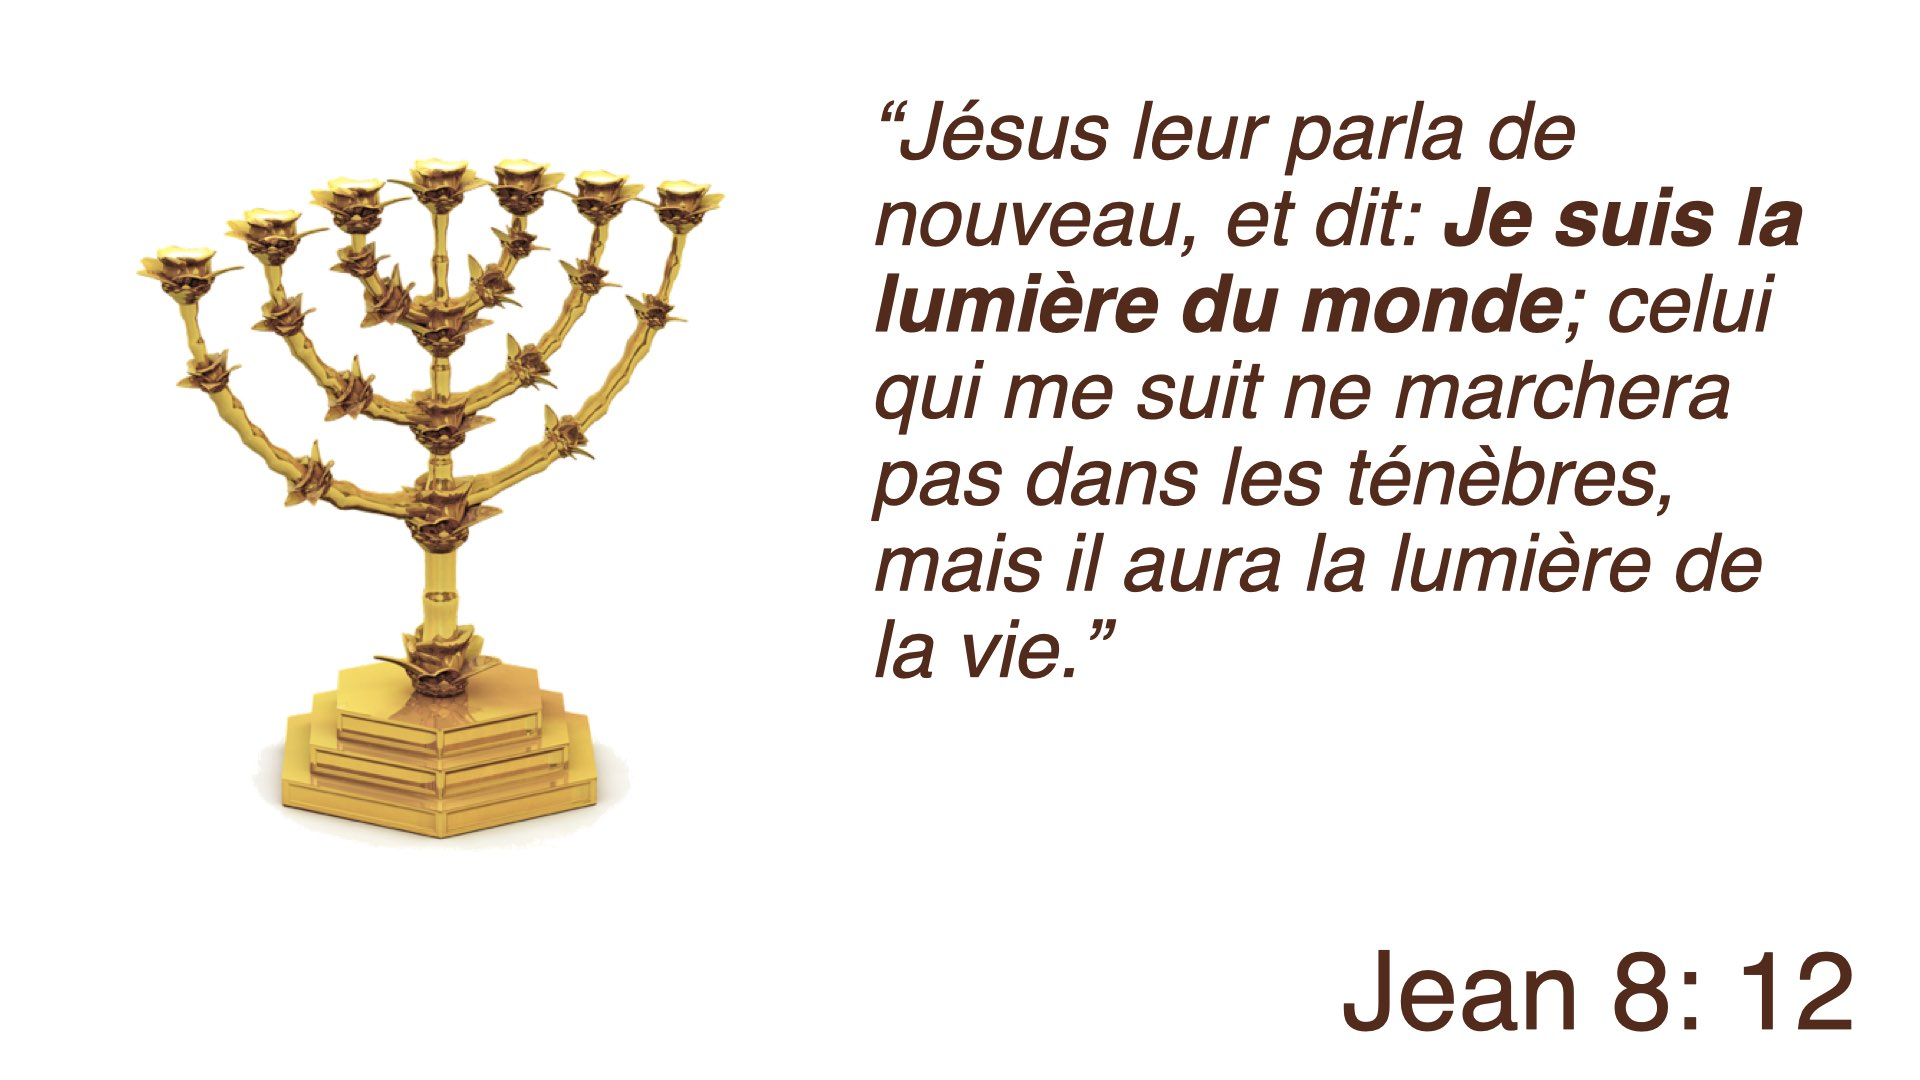 “Jésus leur parla de
nouveau, et dit: Je suis la
lumière du monde; celui
qui me suit ne marchera
pas dans les ténèbres,
mais il aura la lumière de
la vie.”
Jean 8: 12